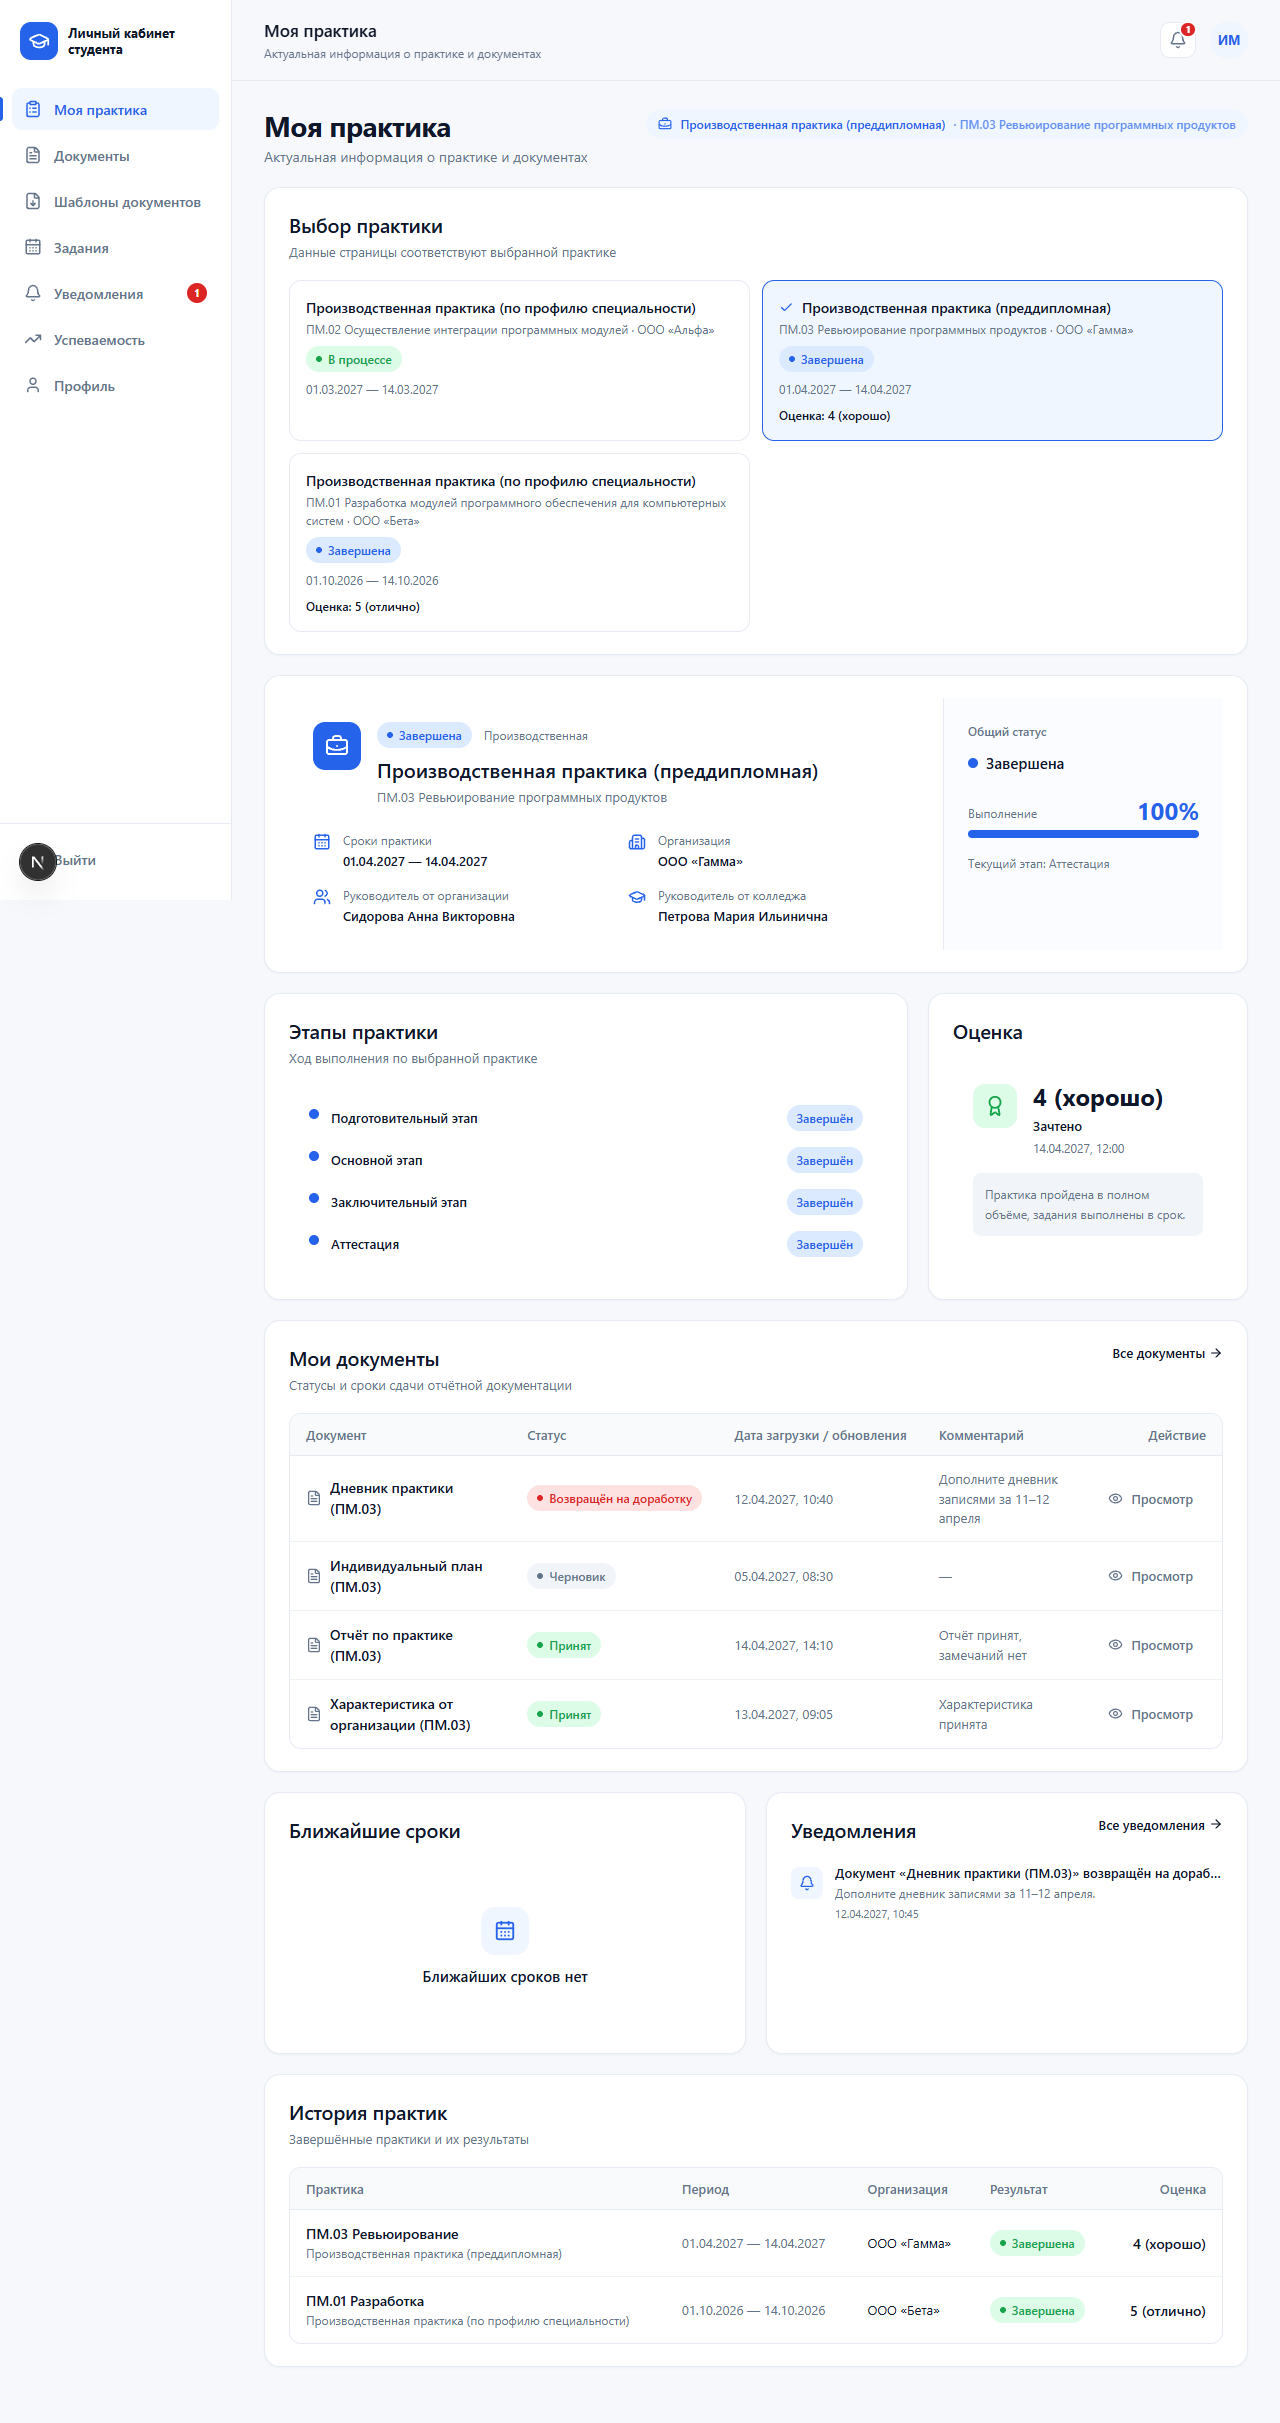 Личный кабинет
студента
Моя практика
Документы
Шаблоны документов
Задания
Уведомления
1
Успеваемость
Профиль
N
Выйти
Моя практика
Актуальная информация о практике и документах
1
ИМ
Моя практика
Актуальная информация о практике и документах
Производственная практика (преддипломная) · ПМ.03 Ревьюирование программных продуктов
Выбор практики
Данные страницы соответствуют выбранной практике
Производственная практика (по профилю специальности)
ПМ.02 Осуществление интеграции программных модулей · ООО «Альфа»
В процессе
01.03.2027 — 14.03.2027
Производственная практика (преддипломная)
ПМ.03 Ревьюирование программных продуктов · ООО «Гамма»
Завершена
01.04.2027 — 14.04.2027
Оценка: 4 (хорошо)
Производственная практика (по профилю специальности)
ПМ.01 Разработка модулей программного обеспечения для компьютерных
систем · ООО «Бета»
Завершена
01.10.2026 — 14.10.2026
Оценка: 5 (отлично)
Завершена
Производственная
Производственная практика (преддипломная)
ПМ.03 Ревьюирование программных продуктов
Сроки практики
01.04.2027 — 14.04.2027
Организация
ООО «Гамма»
Руководитель от организации
Сидорова Анна Викторовна
Руководитель от колледжа
Петрова Мария Ильинична
Общий статус
Завершена
Выполнение
100%
Текущий этап: Аттестация
Этапы практики
Ход выполнения по выбранной практике
Подготовительный этап
Завершён
Основной этап
Завершён
Заключительный этап
Завершён
Аттестация
Завершён
Оценка
4 (хорошо)
Зачтено
14.04.2027, 12:00
Практика пройдена в полном
объёме, задания выполнены в срок.
Мои документы
Статусы и сроки сдачи отчётной документации
Все документы
Документ
Статус
Дата загрузки / обновления
Комментарий
Действие
Дневник практики
(ПМ.03)
Возвращён на доработку
12.04.2027, 10:40
Дополните дневник
записями за 11–12
апреля
Просмотр
Индивидуальный план
(ПМ.03)
Черновик
05.04.2027, 08:30
—
Просмотр
Отчёт по практике
(ПМ.03)
Принят
14.04.2027, 14:10
Отчёт принят,
замечаний нет
Просмотр
Характеристика от
организации (ПМ.03)
Принят
13.04.2027, 09:05
Характеристика
принята
Просмотр
Ближайшие сроки
Ближайших сроков нет
Уведомления
Все уведомления
Документ «Дневник практики (ПМ.03)» возвращён на дораб...
Дополните дневник записями за 11–12 апреля.
12.04.2027, 10:45
История практик
Завершённые практики и их результаты
Практика
Период
Организация
Результат
Оценка
ПМ.03 Ревьюирование
Производственная практика (преддипломная)
01.04.2027 — 14.04.2027
ООО «Гамма»
Завершена
4 (хорошо)
ПМ.01 Разработка
Производственная практика (по профилю специальности)
01.10.2026 — 14.10.2026
ООО «Бета»
Завершена
5 (отлично)